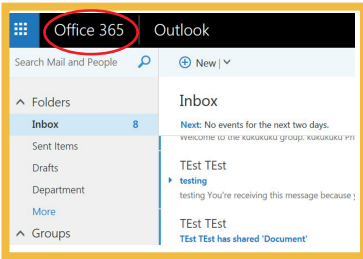 Office 365 Outlook
Search Mail and People
New
Folders
Inbox 8
Sent Items
Drafts
Department
More
Groups
Inbox
Next: No events for the next two days.
Welcome to the kukukuku group. kukukuku Ph
TEst TEst
testing
testing You're receiving this message because y
TEst TEst
TEst TEst has shared 'Document'